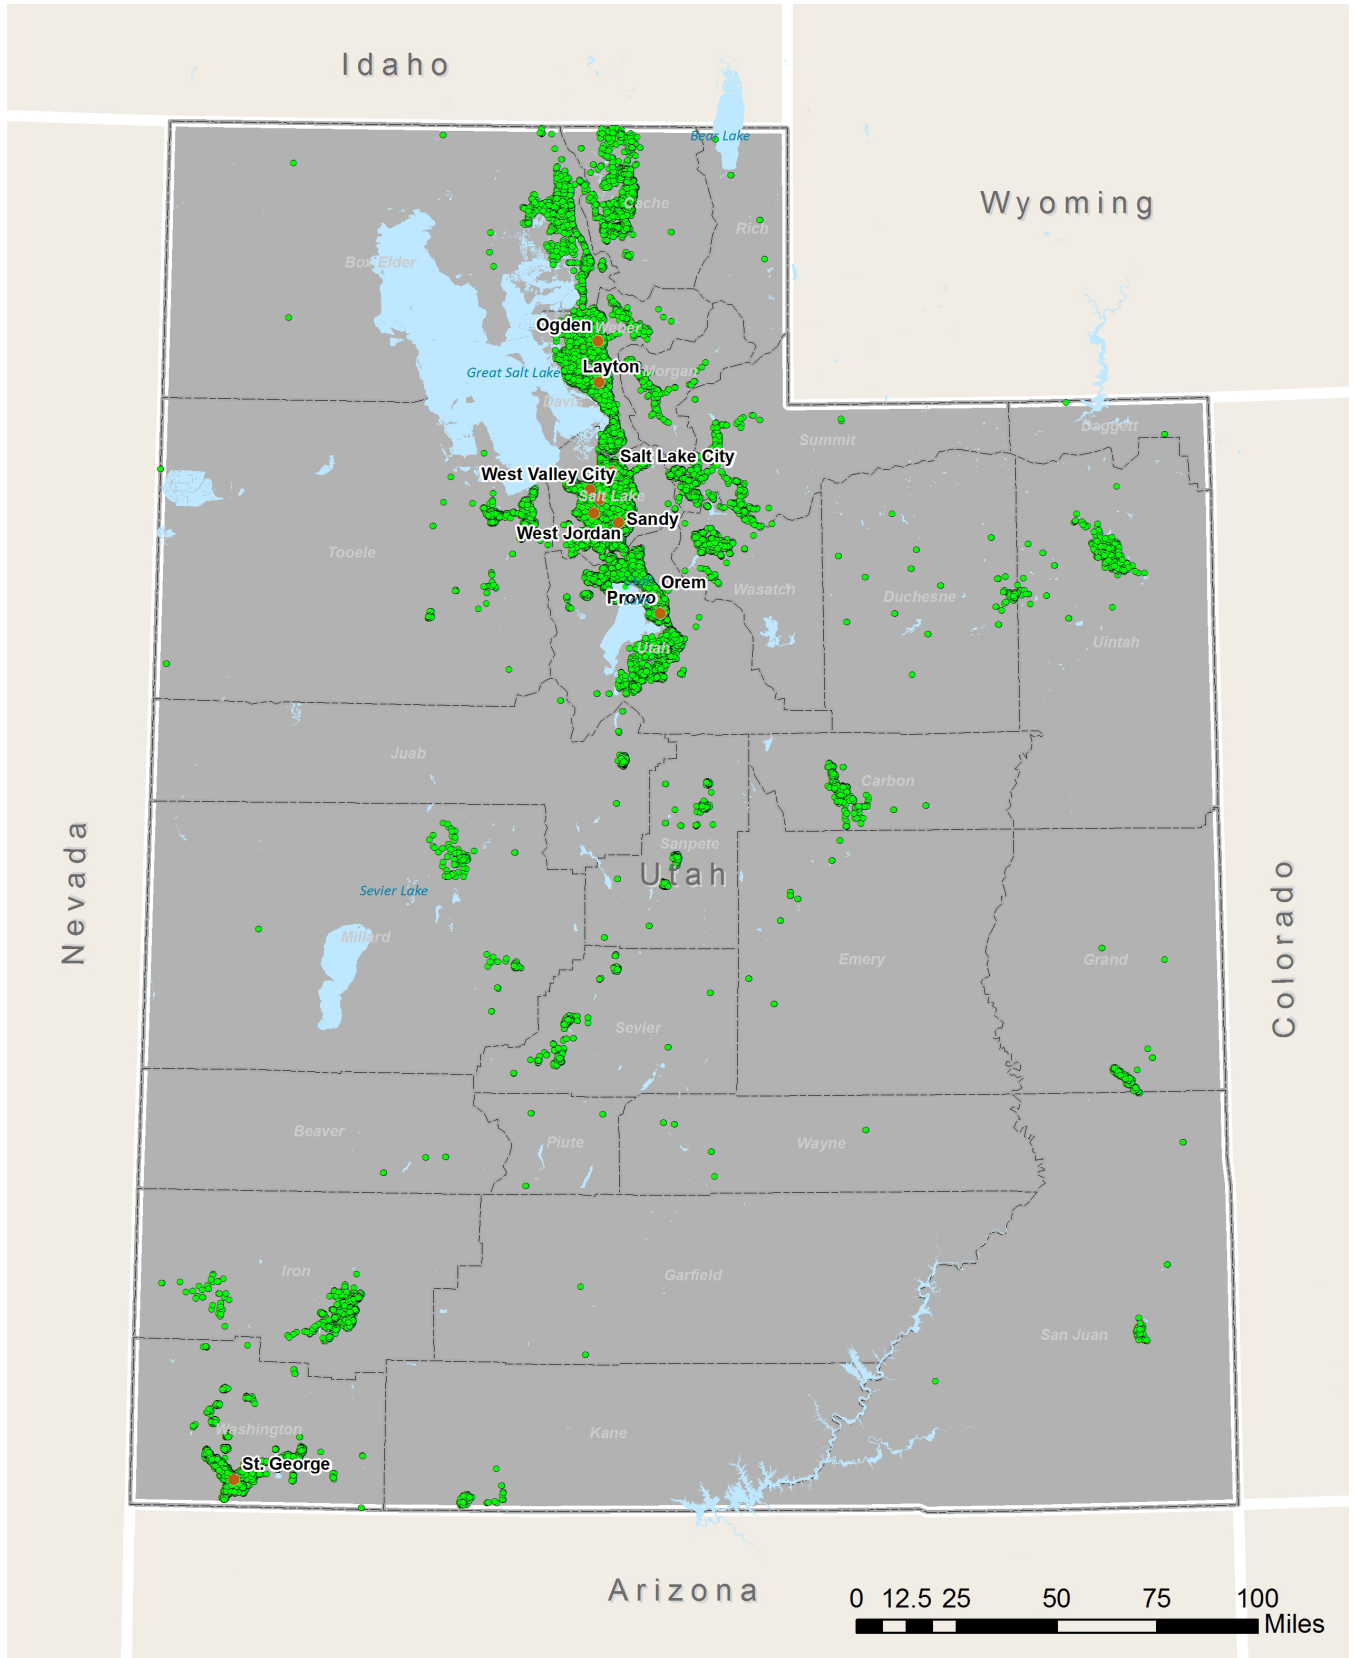 Idaho
Bear Lake
Wyoming
Cache
Rich
Box Elder
Ogden
Weber
Layton
Great Salt Lake
Morgan
Davis
Daggett
Summit
Salt Lake City
West Valley City
Salt Lake
Sandy
West Jordan
Tooele
Orem
Provo
Wasatch
Duchesne
Utah
Uintah
Juab
Carbon
Sanpete
Utah
Nevada
Colorado
Sevier Lake
Millard
Emery
Grand
Sevier
Beaver
Piute
Wayne
Iron
Garfield
San Juan
Washington
Kane
St. George
Arizona
0 12.5 25 50 75 100
Miles